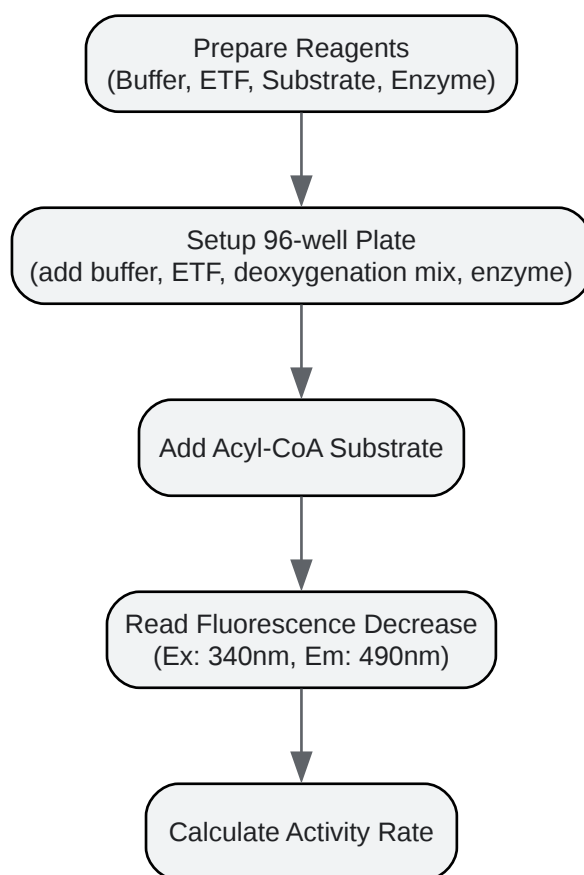 Prepare Reagents
(Buffer, ETF, Substrate, Enzyme)
Setup 96-well Plate
(add buffer, ETF, deoxygenation mix, enzyme)
Add Acyl-CoA Substrate
Read Fluorescence Decrease
(Ex: 340nm, Em: 490nm)
Calculate Activity Rate